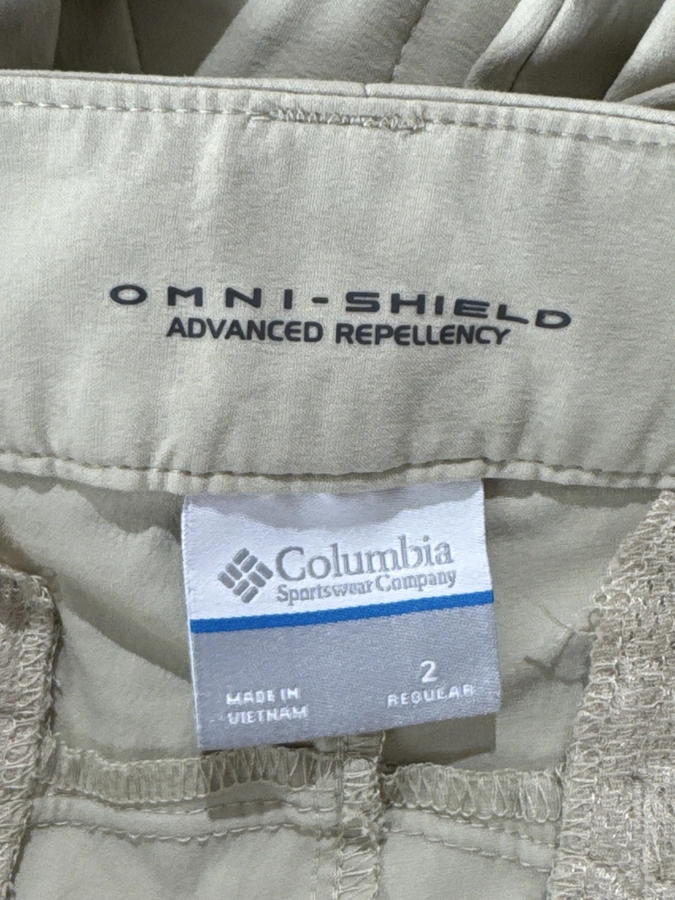 OMNI-SHIELD
ADVANCED REPELLENCY
Columbia
Sportswear Company
2
REGULAR
MADE IN
VIETNAM